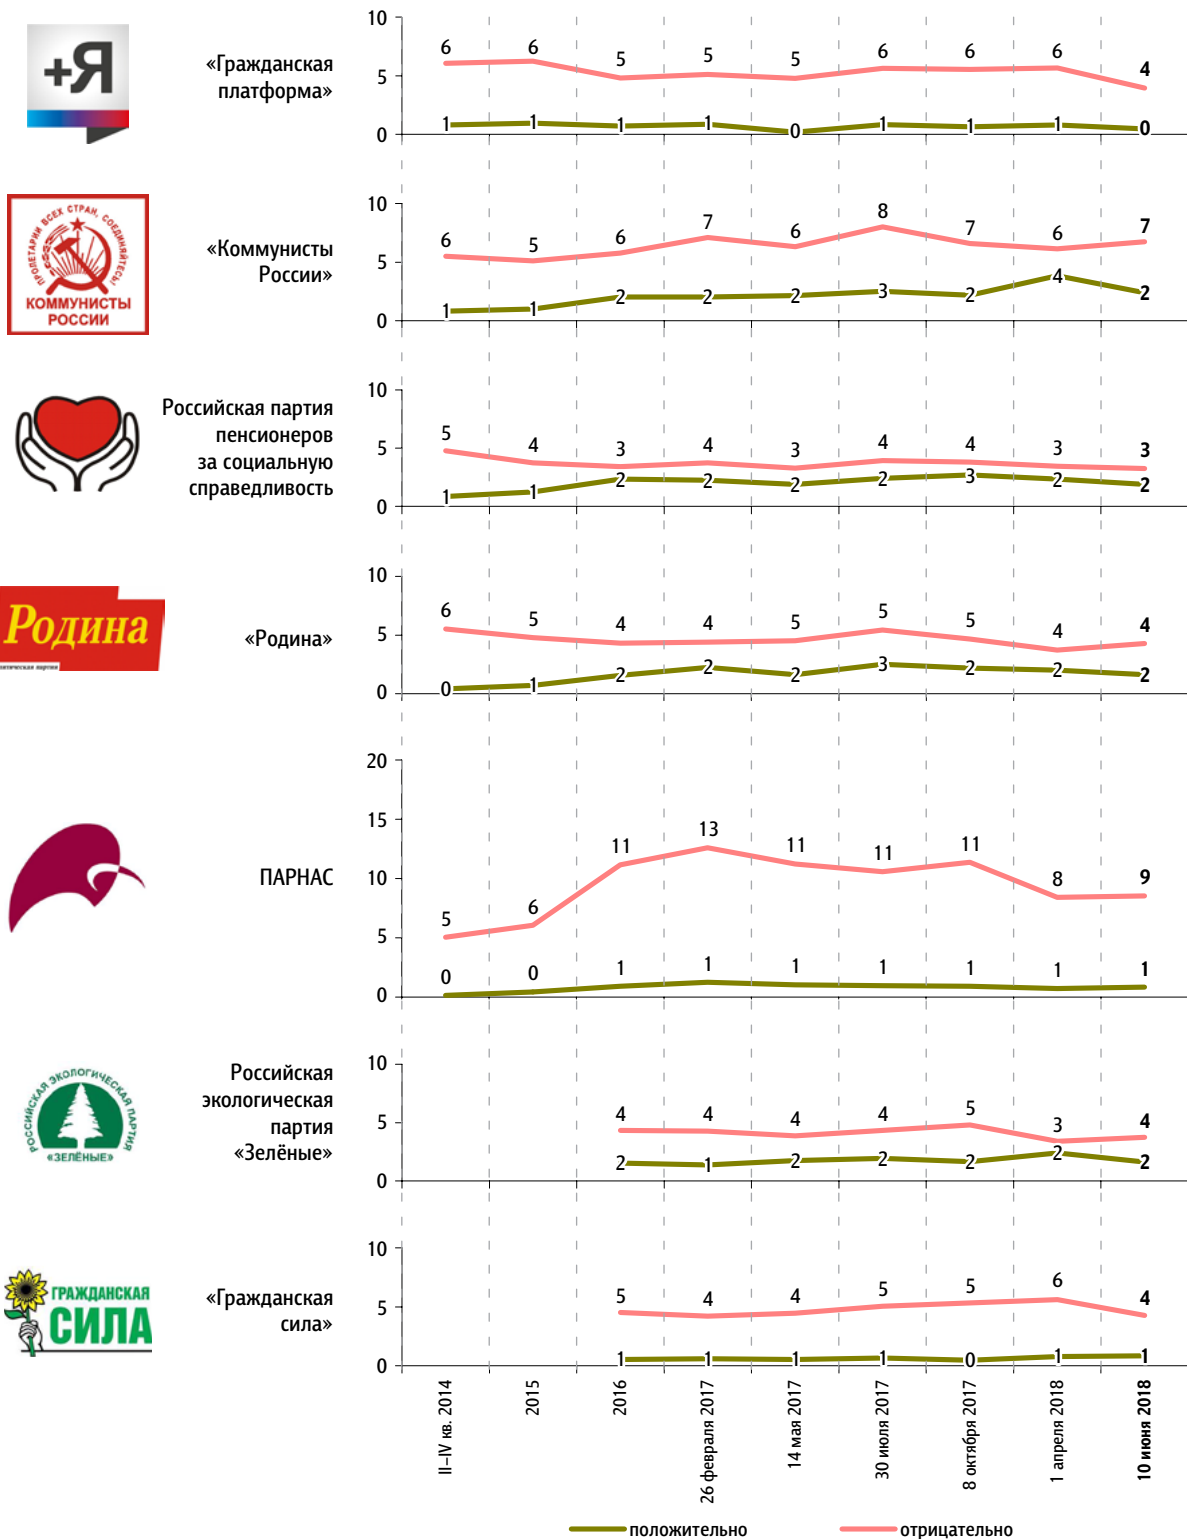 +Я
«Гражданская
платформа»
10
5
0
6 6 5 5 5 6 6 6 4
1 1 1 1 0 1 1 1 0
ПРОЛЕТАРИИ ВСЕХ СТРАН, СОЕДИНЯЙТЕСЬ!
КОММУНИСТЫ
РОССИИ
«Коммунисты
России»
10
5
0
6 5 6 7 6 8 7 6 7
1 1 2 2 2 3 2 4 2
Российская партия
пенсионеров
за социальную
справедливость
10
5
0
5 4 3 4 3 4 4 3 3
1 1 2 2 2 2 3 2 2
Родина
итическая партия
«Родина»
10
5
0
6 5 4 4 5 5 5 4 4
0 1 2 2 2 3 2 2 2
ПАРНАС
20
15
10
5
0
5 6 11 13 11 11 11 8 9
0 0 1 1 1 1 1 1 1
РОССИЙСКАЯ ЭКОЛОГИЧЕСКАЯ ПАРТИЯ
«ЗЕЛЁНЫЕ»
Российская
экологическая
партия
«Зелёные»
10
5
0
4 4 4 4 5 3 4
2 1 2 2 2 2 2
ГРАЖДАНСКАЯ
СИЛА
«Гражданская
сила»
10
5
0
5 4 4 5 5 6 4
1 1 1 1 0 1 1
II–IV кв. 2014
2015
2016
26 февраля 2017
14 мая 2017
30 июля 2017
8 октября 2017
1 апреля 2018
10 июня 2018
положительно
отрицательно